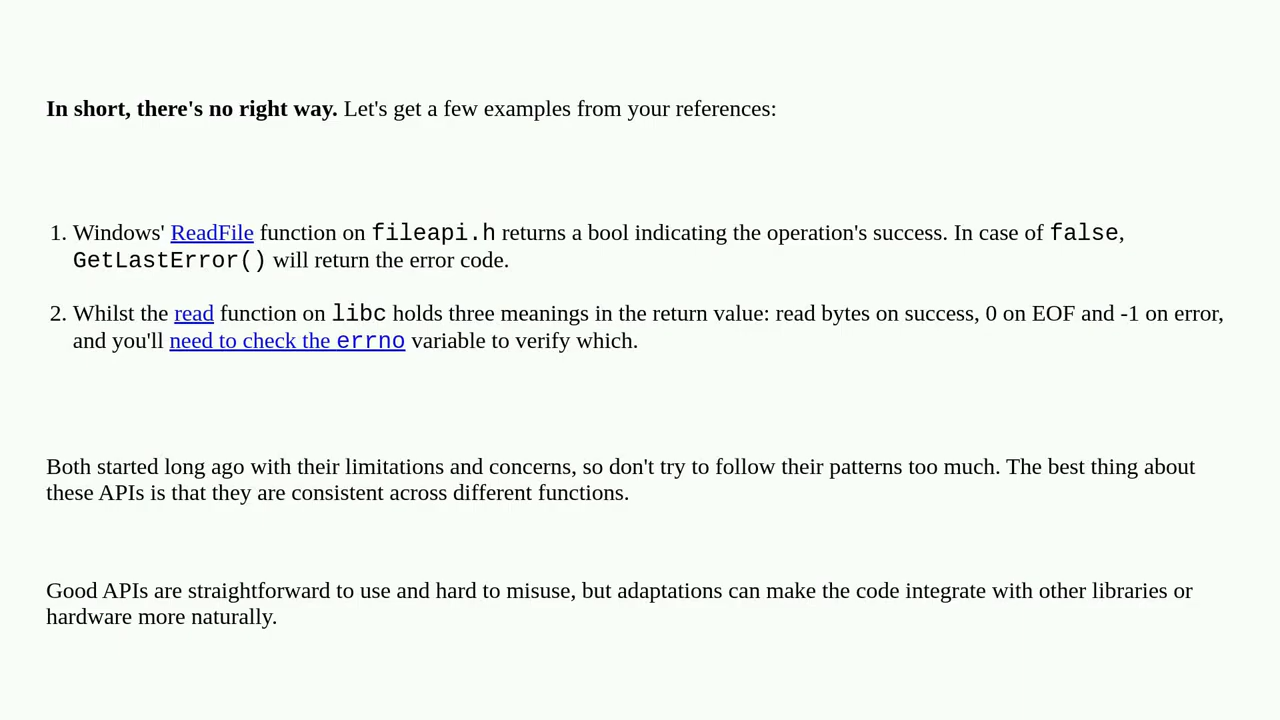 In short, there's no right way. Let's get a few examples from your references:
1. Windows' ReadFile function on fileapi.h returns a bool indicating the operation's success. In case of false,
GetLastError() will return the error code.
2. Whilst the read function on libc holds three meanings in the return value: read bytes on success, 0 on EOF and -1 on error,
and you'll need to check the errno variable to verify which.
Both started long ago with their limitations and concerns, so don't try to follow their patterns too much. The best thing about
these APIs is that they are consistent across different functions.
Good APIs are straightforward to use and hard to misuse, but adaptations can make the code integrate with other libraries or
hardware more naturally.